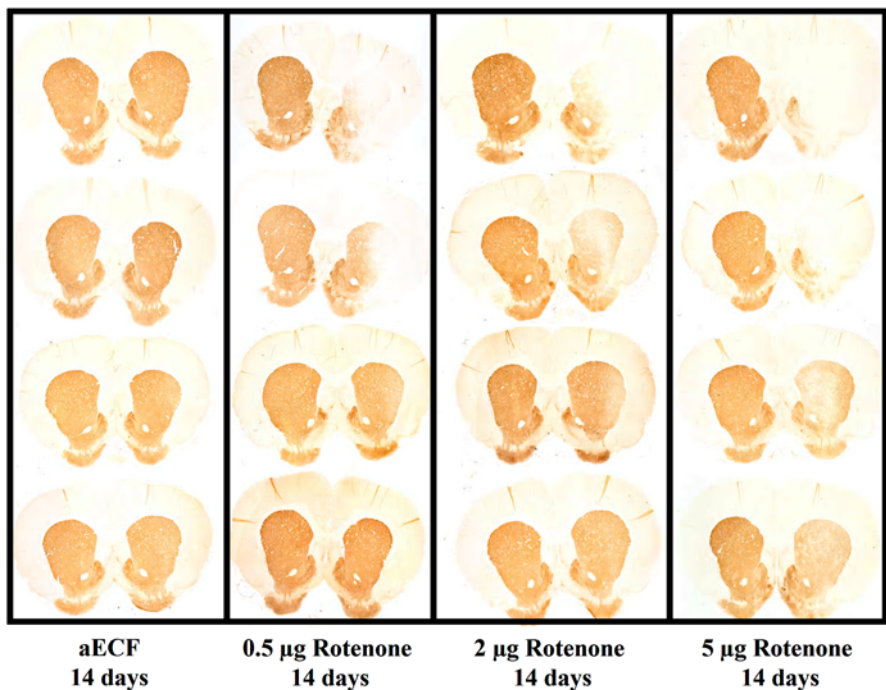 aECF
14 days
0.5 µg Rotenone
14 days
2 µg Rotenone
14 days
5 µg Rotenone
14 days